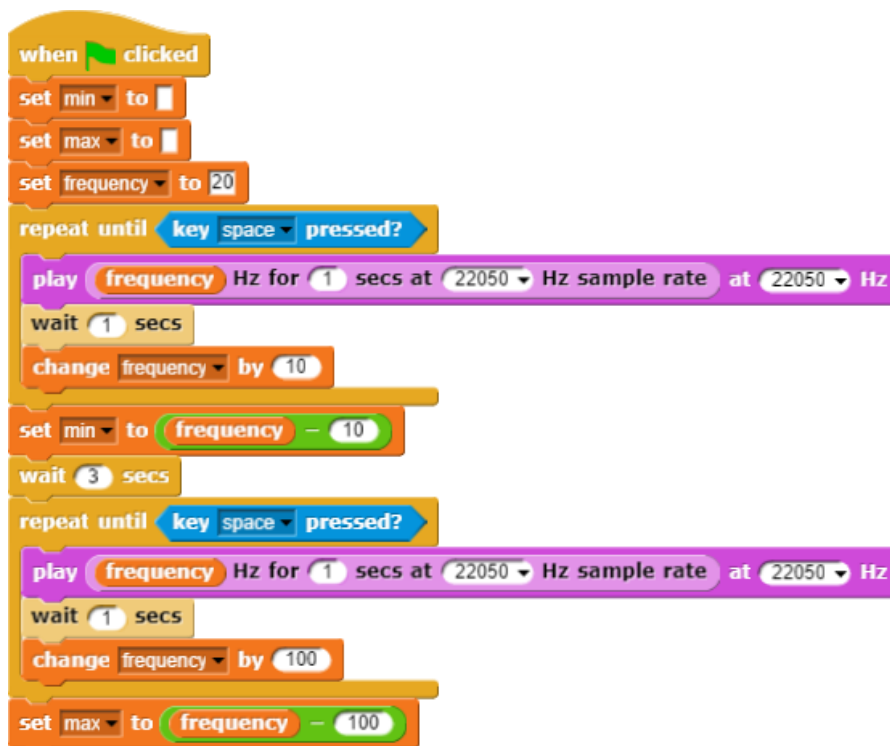 when clicked
set min to
set max to
set frequency to 20
repeat until key space pressed?
play frequency Hz for 1 secs at 22050 Hz sample rate at 22050 Hz
wait 1 secs
change frequency by 10
set min to frequency - 10
wait 3 secs
repeat until key space pressed?
play frequency Hz for 1 secs at 22050 Hz sample rate at 22050 Hz
wait 1 secs
change frequency by 100
set max to frequency - 100